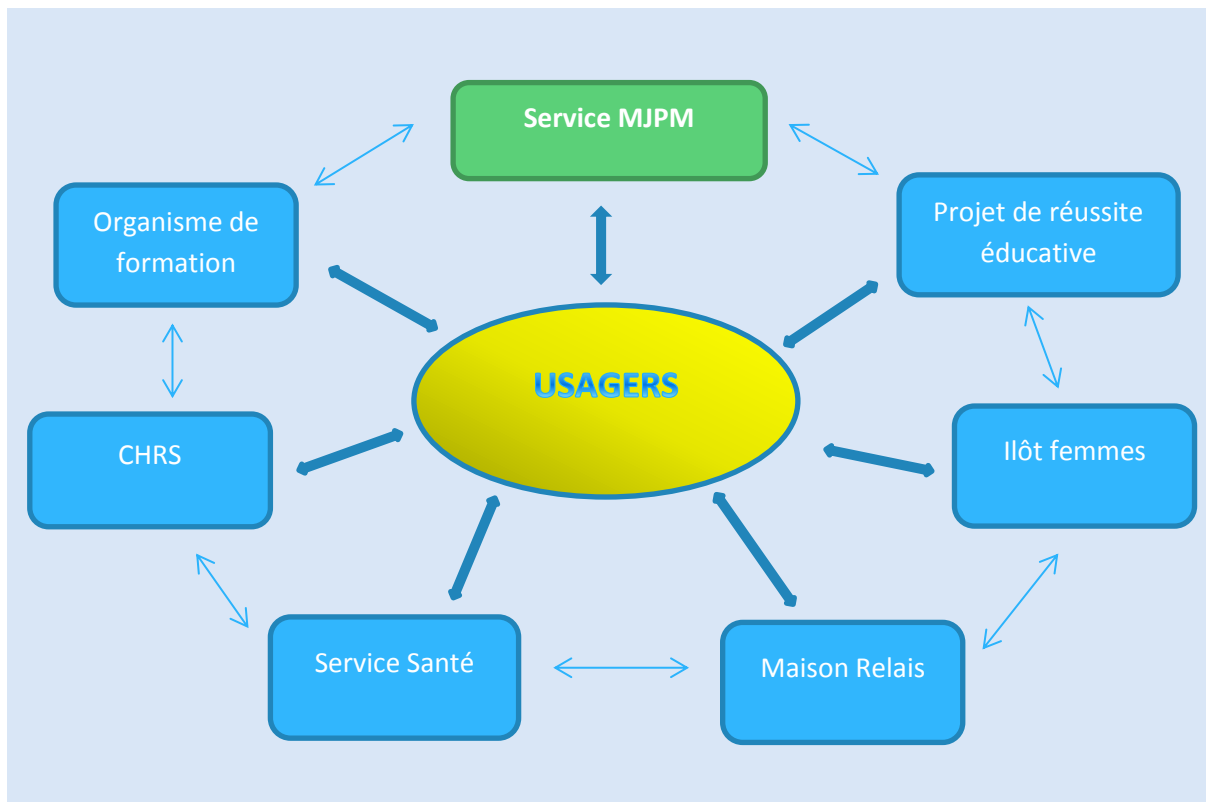 Service MJPM
Organisme de
formation
Projet de réussite
éducative
USAGERS
CHRS
Ilôt femmes
Service Santé
Maison Relais